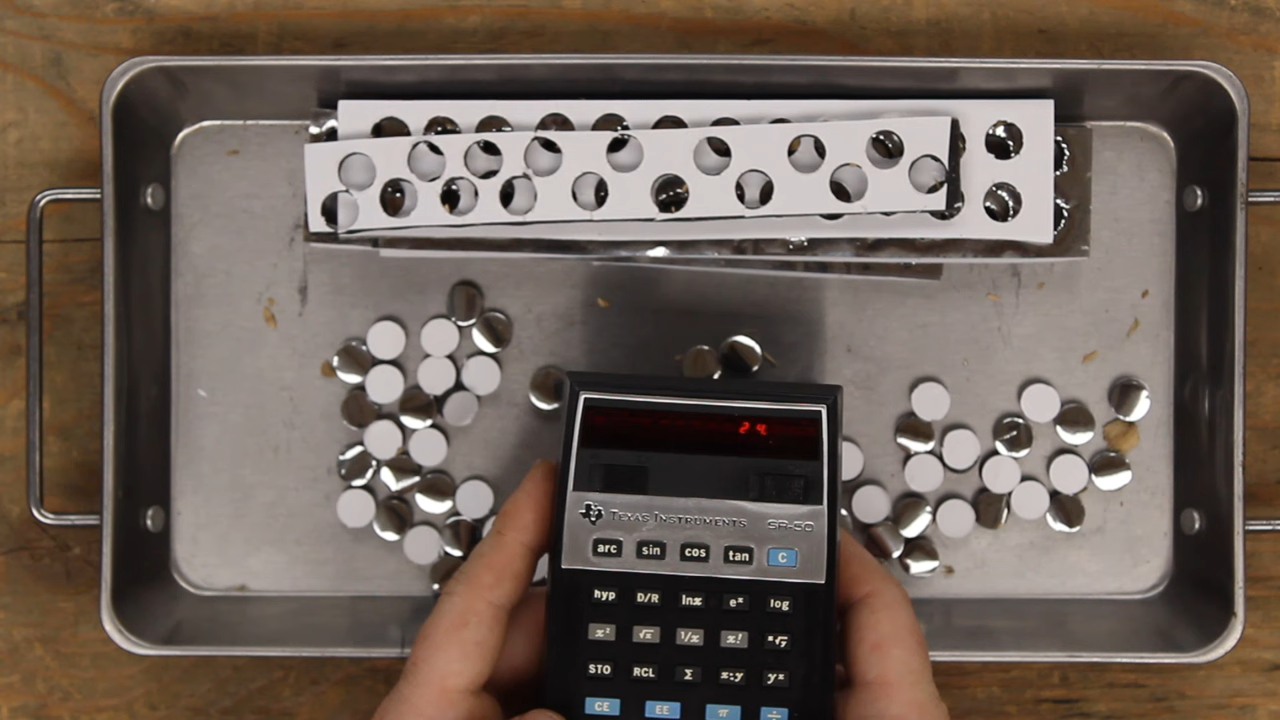 24.
TEXAS INSTRUMENTS SR-50
arc sin cos tan C
hyp D/R lnx eˣ log
x² √x 1/x x! ˣ√y
STO RCL Σ x:y yˣ
CE EE π ÷